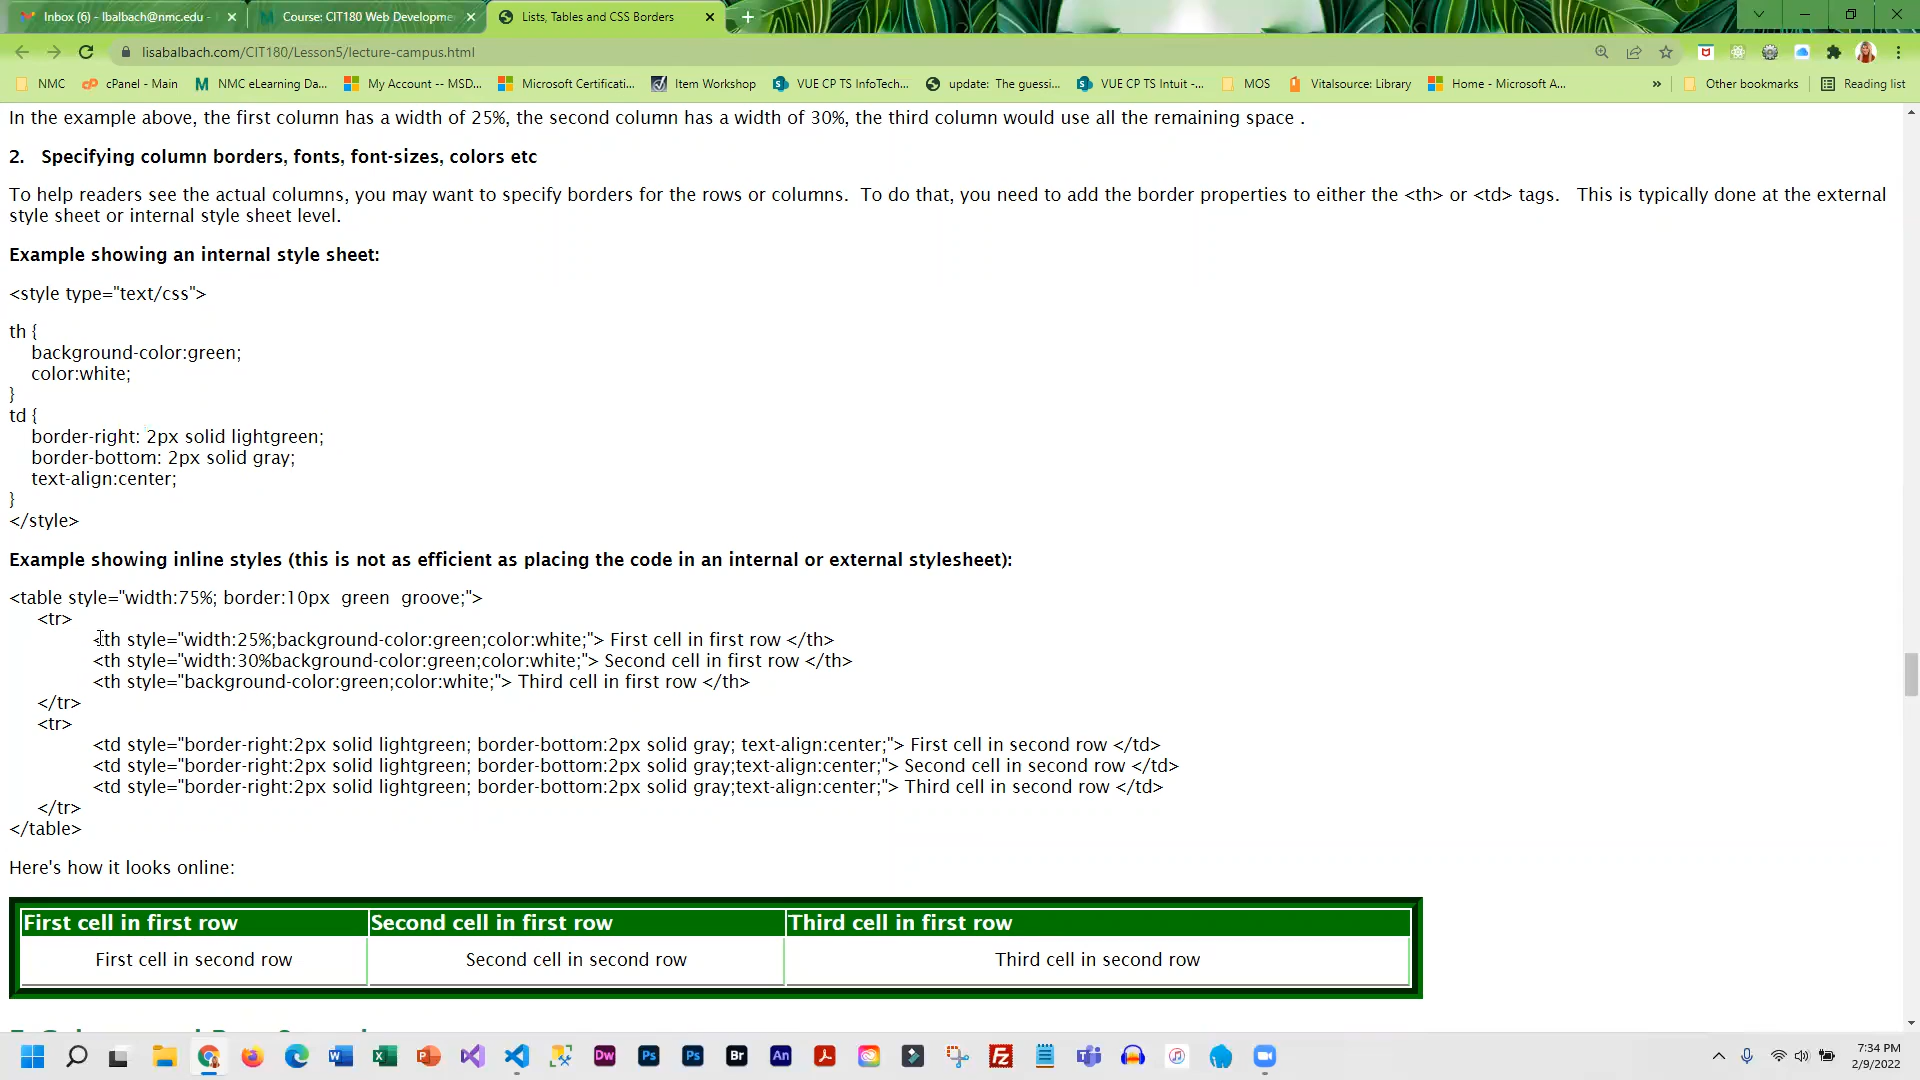 Inbox (6) - lbalbach@nmc.edu -
Course: CIT180 Web Developme
Lists, Tables and CSS Borders
lisabalbach.com/CIT180/Lesson5/lecture-campus.html
NMC
cPanel - Main
NMC eLearning Da...
My Account -- MSD...
Microsoft Certificati...
Item Workshop
VUE CP TS InfoTech...
update: The guessi...
VUE CP TS Intuit -...
MOS
Vitalsource: Library
Home - Microsoft A...
»
Other bookmarks
Reading list
In the example above, the first column has a width of 25%, the second column has a width of 30%, the third column would use all the remaining space .
2. Specifying column borders, fonts, font-sizes, colors etc
To help readers see the actual columns, you may want to specify borders for the rows or columns. To do that, you need to add the border properties to either the <th> or <td> tags. This is typically done at the external
style sheet or internal style sheet level.
Example showing an internal style sheet:
<style type="text/css">
th {
background-color:green;
color:white;
}
td {
border-right: 2px solid lightgreen;
border-bottom: 2px solid gray;
text-align:center;
}
</style>
Example showing inline styles (this is not as efficient as placing the code in an internal or external stylesheet):
<table style="width:75%; border:10px green groove;">
<tr>
<th style="width:25%;background-color:green;color:white;"> First cell in first row </th>
<th style="width:30%background-color:green;color:white;"> Second cell in first row </th>
<th style="background-color:green;color:white;"> Third cell in first row </th>
</tr>
<tr>
<td style="border-right:2px solid lightgreen; border-bottom:2px solid gray; text-align:center;"> First cell in second row </td>
<td style="border-right:2px solid lightgreen; border-bottom:2px solid gray;text-align:center;"> Second cell in second row </td>
<td style="border-right:2px solid lightgreen; border-bottom:2px solid gray;text-align:center;"> Third cell in second row </td>
</tr>
</table>
Here's how it looks online:
First cell in first row
Second cell in first row
Third cell in first row
First cell in second row
Second cell in second row
Third cell in second row
Dw
Ps
Ps
Br
An
7:34 PM
2/9/2022